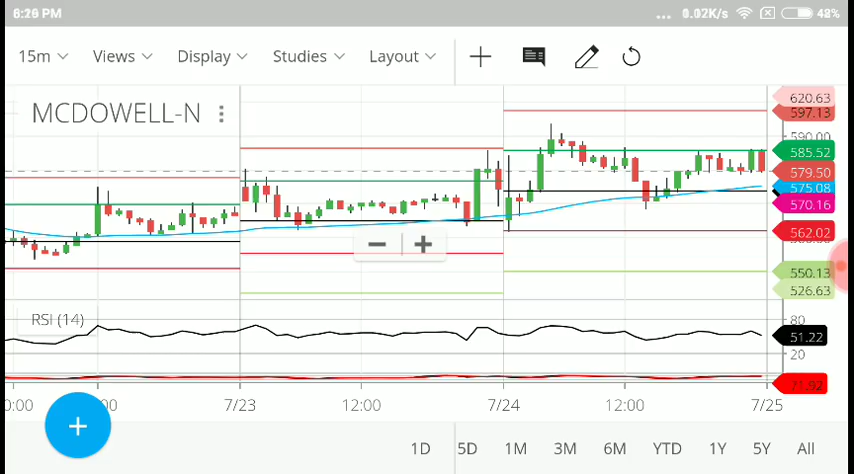 6:29 PM ... 0.02K/s 48%
15m Views Display Studies Layout
MCDOWELL-N
620.63
597.13
590.00
585.52
579.50
575.08
570.16
562.02
550.13
526.63
RSI (14)
80
51.22
20
71.92
7/23 12:00 7/24 12:00 7/25
1D 5D 1M 3M 6M YTD 1Y 5Y All